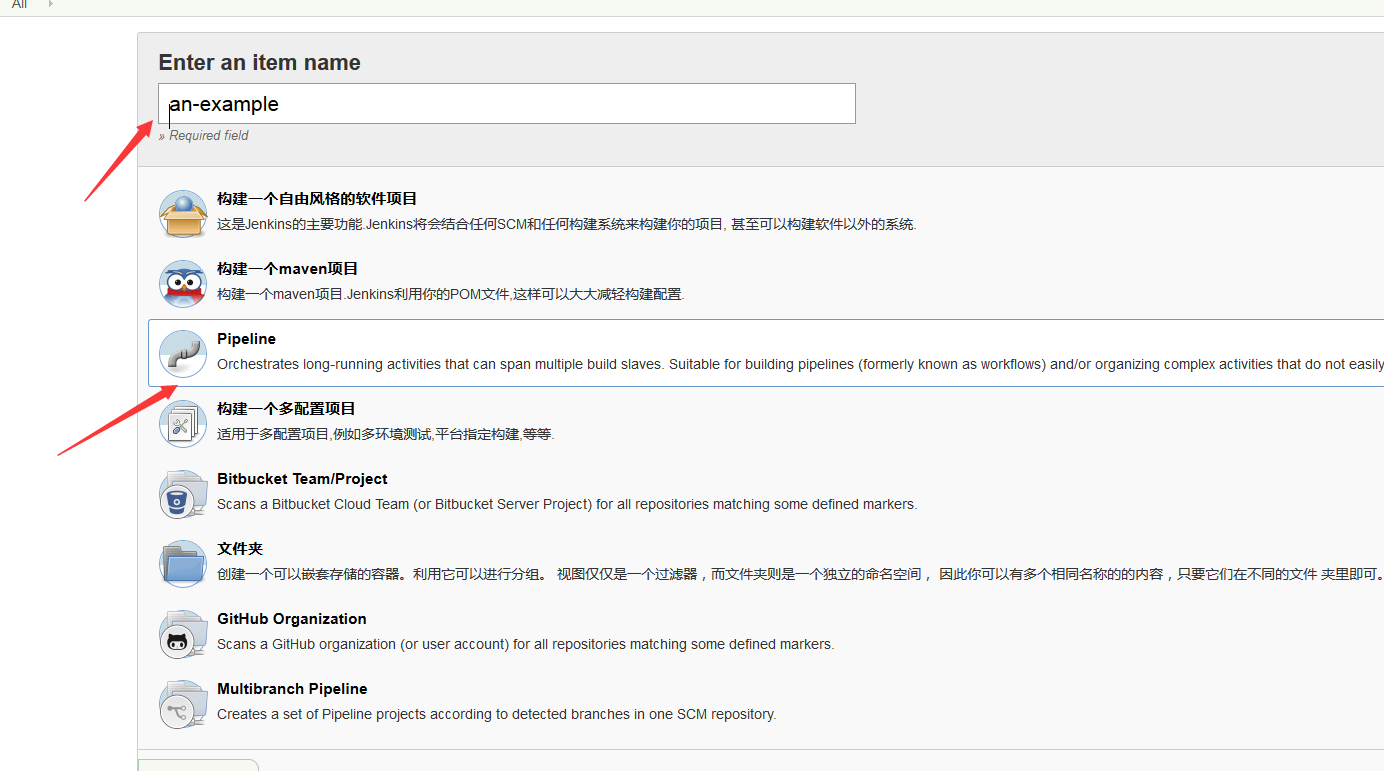 All
Enter an item name
an-example
» Required field
构建一个自由风格的软件项目
这是Jenkins的主要功能.Jenkins将会结合任何SCM和任何构建系统来构建你的项目, 甚至可以构建软件以外的系统.
构建一个maven项目
构建一个maven项目.Jenkins利用你的POM文件,这样可以大大减轻构建配置.
Pipeline
Orchestrates long-running activities that can span multiple build slaves. Suitable for building pipelines (formerly known as workflows) and/or organizing complex activities that do not easily
构建一个多配置项目
适用于多配置项目,例如多环境测试,平台指定构建,等等.
Bitbucket Team/Project
Scans a Bitbucket Cloud Team (or Bitbucket Server Project) for all repositories matching some defined markers.
文件夹
创建一个可以嵌套存储的容器。利用它可以进行分组。 视图仅仅是一个过滤器，而文件夹则是一个独立的命名空间， 因此你可以有多个相同名称的的内容，只要它们在不同的文件 夹里即可。
GitHub Organization
Scans a GitHub organization (or user account) for all repositories matching some defined markers.
Multibranch Pipeline
Creates a set of Pipeline projects according to detected branches in one SCM repository.